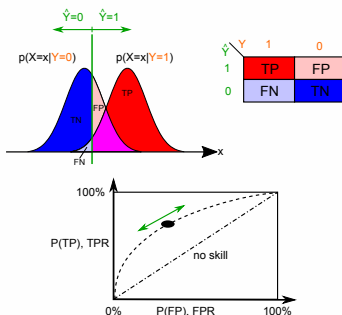 Ŷ=0 Ŷ=1
p(X=x|Y=0) p(X=x|Y=1)
TN FP TP
FN
x
Y 1 0
Ŷ
1 TP FP
0 FN TN
100%
P(TP), TPR
no skill
0% P(FP), FPR 100%